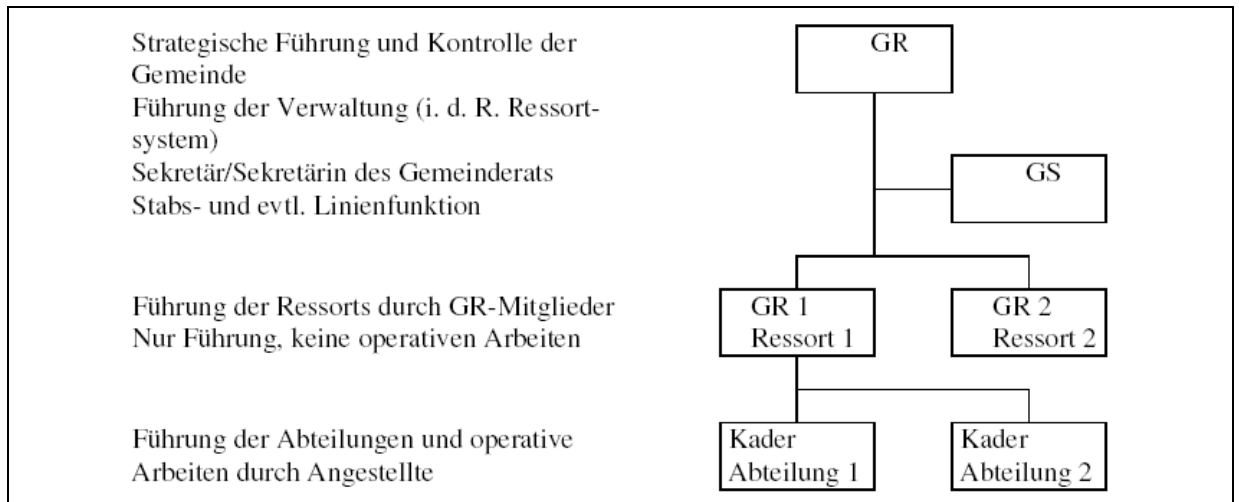 Strategische Führung und Kontrolle der
Gemeinde
Führung der Verwaltung (i. d. R. Ressort-
system)
Sekretär/Sekretärin des Gemeinderats
Stabs- und evtl. Linienfunktion
GR
GS
Führung der Ressorts durch GR-Mitglieder
Nur Führung, keine operativen Arbeiten
GR 1
Ressort 1
GR 2
Ressort 2
Führung der Abteilungen und operative
Arbeiten durch Angestellte
Kader
Abteilung 1
Kader
Abteilung 2